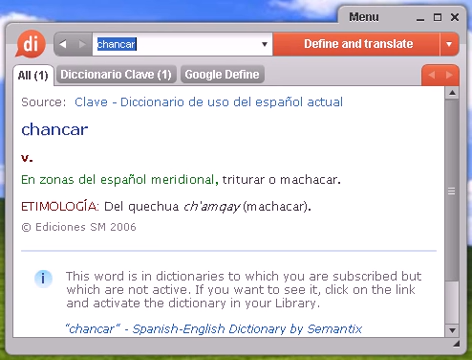 Menu
di
chancar
Define and translate
All (1)
Diccionario Clave (1)
Google Define
Source: Clave - Diccionario de uso del español actual
chancar
v.
En zonas del español meridional, triturar o machacar.
ETIMOLOGÍA: Del quechua ch'amqay (machacar).
© Ediciones SM 2006
i
This word is in dictionaries to which you are subscribed but
which are not active. If you want to see it, click on the link
and activate the dictionary in your Library.
"chancar" - Spanish-English Dictionary by Semantix